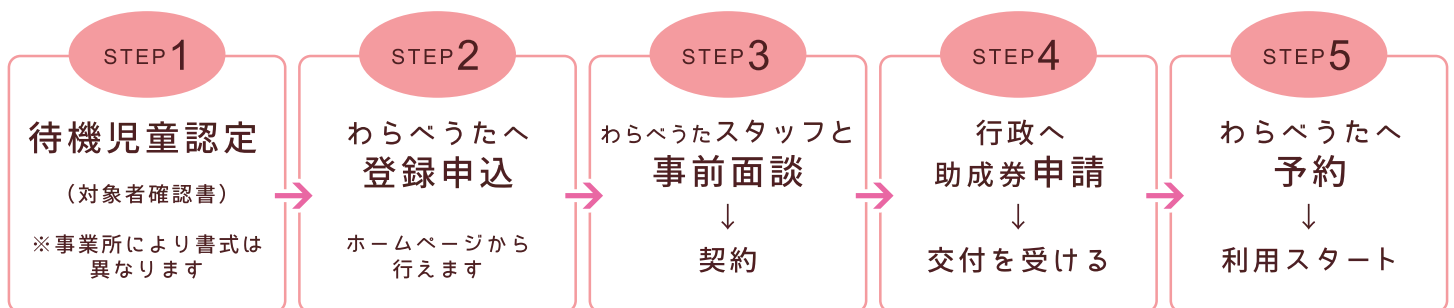 STEP1
待機児童認定
（対象者確認書）
※事業所により書式は
異なります
STEP2
わらべうたへ
登録申込
ホームページから
行えます
STEP3
わらべうたスタッフと
事前面談
↓
契約
STEP4
行政へ
助成券申請
↓
交付を受ける
STEP5
わらべうたへ
予約
↓
利用スタート